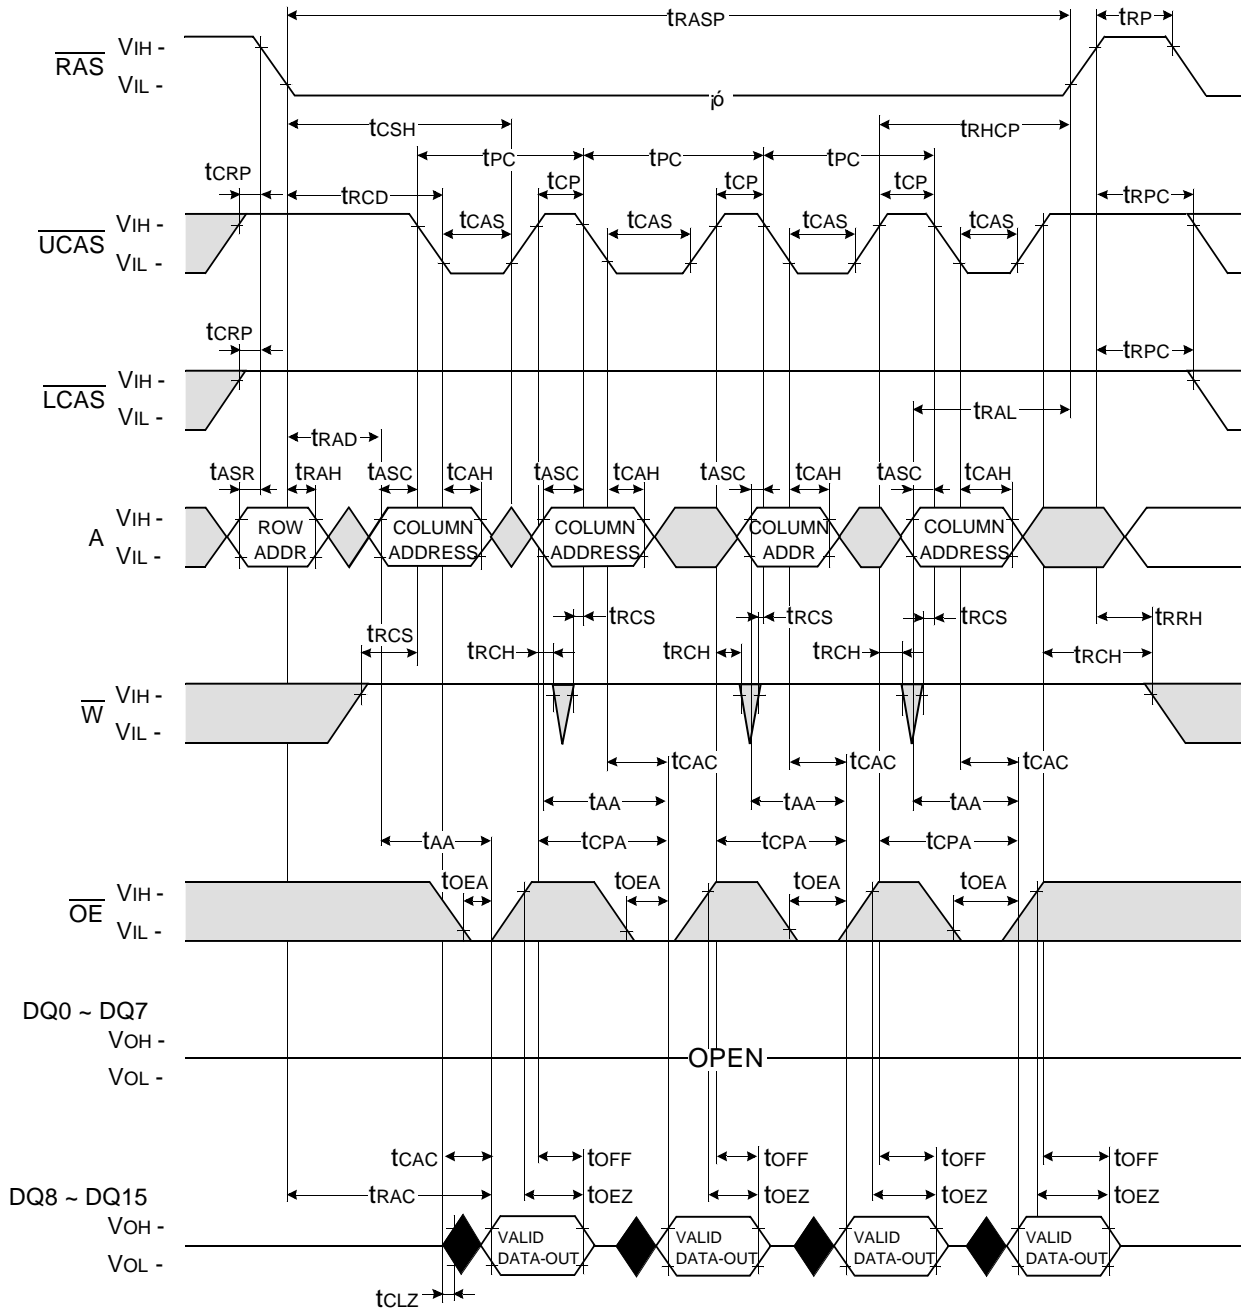 tRASP tRP
RAS VIH -
VIL -
¡ó
tCSH tRHCP
tPC tPC tPC
tCRP tRCD tCP tCP tCP tRPC
UCAS VIH - tCAS tCAS tCAS tCAS
VIL -
tCRP tRPC
LCAS VIH -
VIL - tRAL
tRAD
tASR tRAH tASC tCAH tASC tCAH tASC tCAH tASC tCAH
A VIH - ROW COLUMN COLUMN COLUMN COLUMN
VIL - ADDR ADDRESS ADDRESS ADDR ADDRESS
tRCS tRCS tRCS tRRH
tRCS tRCH tRCH tRCH tRCH
W VIH -
VIL -
tCAC tCAC tCAC
tAA tAA tAA
tAA tCPA tCPA tCPA
tOEA tOEA tOEA tOEA
OE VIH -
VIL -
DQ0 ~ DQ7
VOH -
OPEN
VOL -
tCAC tOFF tOFF tOFF tOFF
DQ8 ~ DQ15 tRAC tOEZ tOEZ tOEZ tOEZ
VOH - VALID VALID VALID VALID
VOL - DATA-OUT DATA-OUT DATA-OUT DATA-OUT
tCLZ